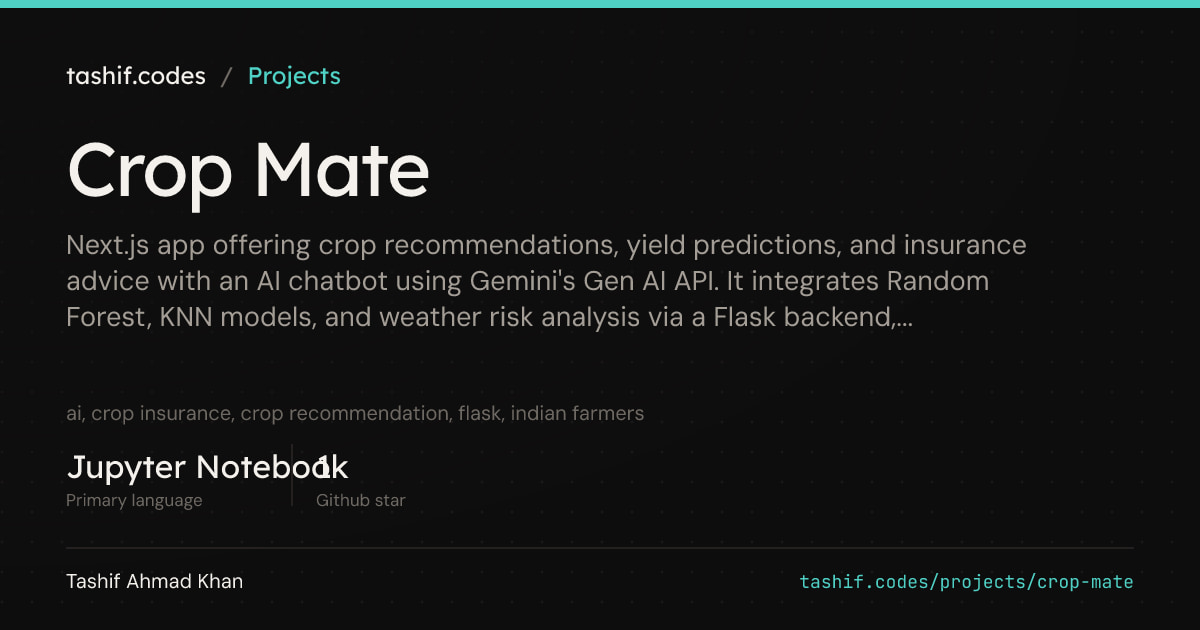 tashif.codes / Projects
Crop Mate
Next.js app offering crop recommendations, yield predictions, and insurance
advice with an AI chatbot using Gemini's Gen AI API. It integrates Random
Forest, KNN models, and weather risk analysis via a Flask backend,...
ai, crop insurance, crop recommendation, flask, indian farmers
Jupyter Notebook 1
Primary language Github star
Tashif Ahmad Khan tashif.codes/projects/crop-mate